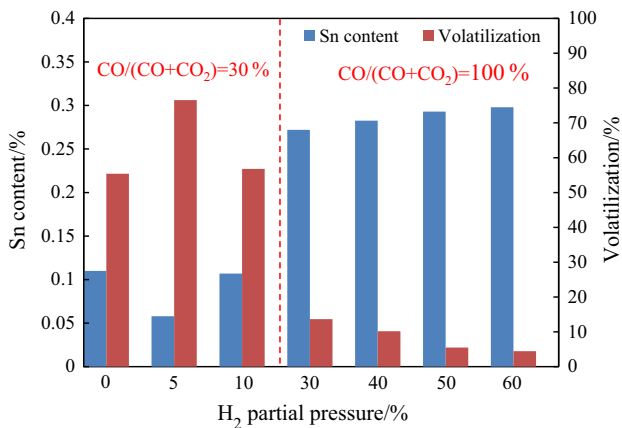 0.4
0.35
0.3
0.25
0.2
0.15
0.1
0.05
0
Sn content/%
Sn content
Volatilization
CO/(CO+CO₂)=30 %
CO/(CO+CO₂)=100 %
100
90
80
70
60
50
40
30
20
10
0
Volatilization/%
0 5 10 30 40 50 60
H₂ partial pressure/%